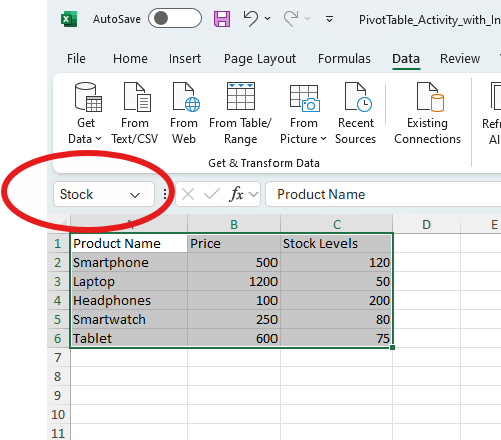 AutoSave PivotTable_Activity_with_In
File Home Insert Page Layout Formulas Data Review
Get Data From Text/CSV From Web From Table/ Range From Picture Recent Sources Existing Connections Refr Al
Get & Transform Data
Stock fx Product Name
A B C D E
1 Product Name Price Stock Levels
2 Smartphone 500 120
3 Laptop 1200 50
4 Headphones 100 200
5 Smartwatch 250 80
6 Tablet 600 75
7
8
9
10
11